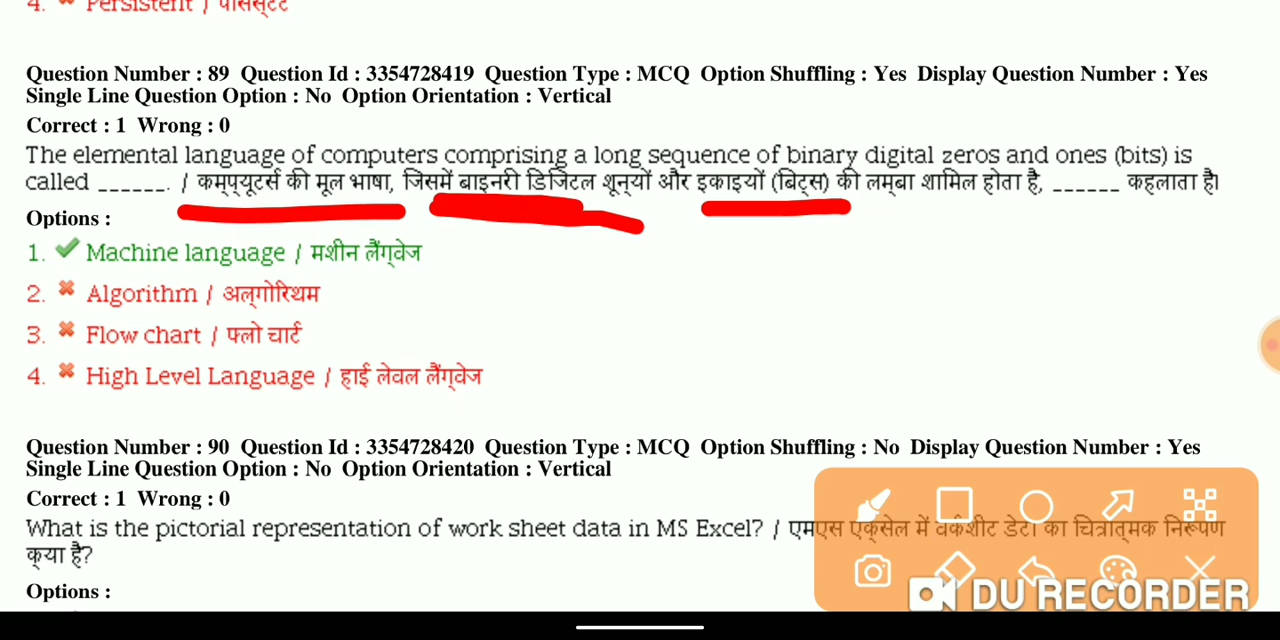 4. Persistent / पर्सिस्टेंट
Question Number : 89 Question Id : 3354728419 Question Type : MCQ Option Shuffling : Yes Display Question Number : Yes
Single Line Question Option : No Option Orientation : Vertical
Correct : 1 Wrong : 0
The elemental language of computers comprising a long sequence of binary digital zeros and ones (bits) is
called ______. / कम्प्यूटर्स की मूल भाषा, जिसमें बाइनरी डिजिटल शून्यों और इकाइयों (बिट्स) की लम्बा शामिल होता है, ______ कहलाता है।
Options :
1. Machine language / मशीन लैंग्वेज
2. Algorithm / अल्गोरिथम
3. Flow chart / फ्लो चार्ट
4. High Level Language / हाई लेवल लैंग्वेज
Question Number : 90 Question Id : 3354728420 Question Type : MCQ Option Shuffling : No Display Question Number : Yes
Single Line Question Option : No Option Orientation : Vertical
Correct : 1 Wrong : 0
What is the pictorial representation of work sheet data in MS Excel? / एमएस एक्सेल में वर्कशीट डेटा का चित्रात्मक निरूपण
क्या है?
Options :
DU RECORDER